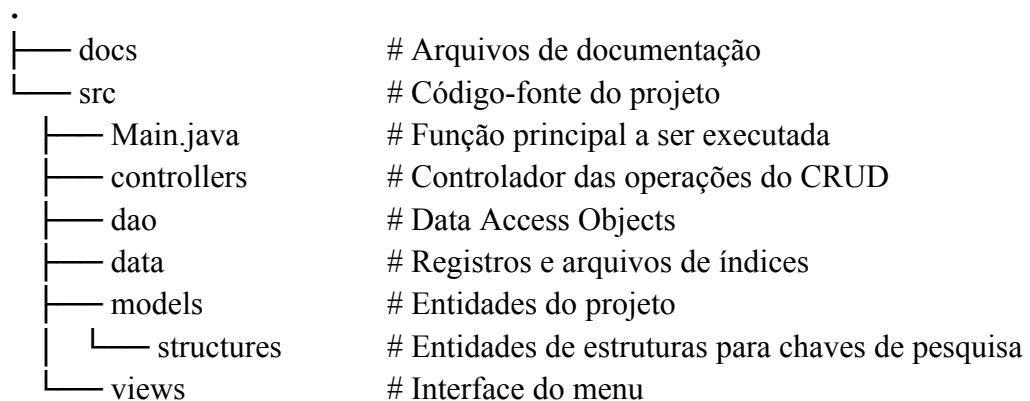 .
├── docs # Arquivos de documentação
└── src # Código-fonte do projeto
├── Main.java # Função principal a ser executada
├── controllers # Controlador das operações do CRUD
├── dao # Data Access Objects
├── data # Registros e arquivos de índices
├── models # Entidades do projeto
│ └── structures # Entidades de estruturas para chaves de pesquisa
└── views # Interface do menu